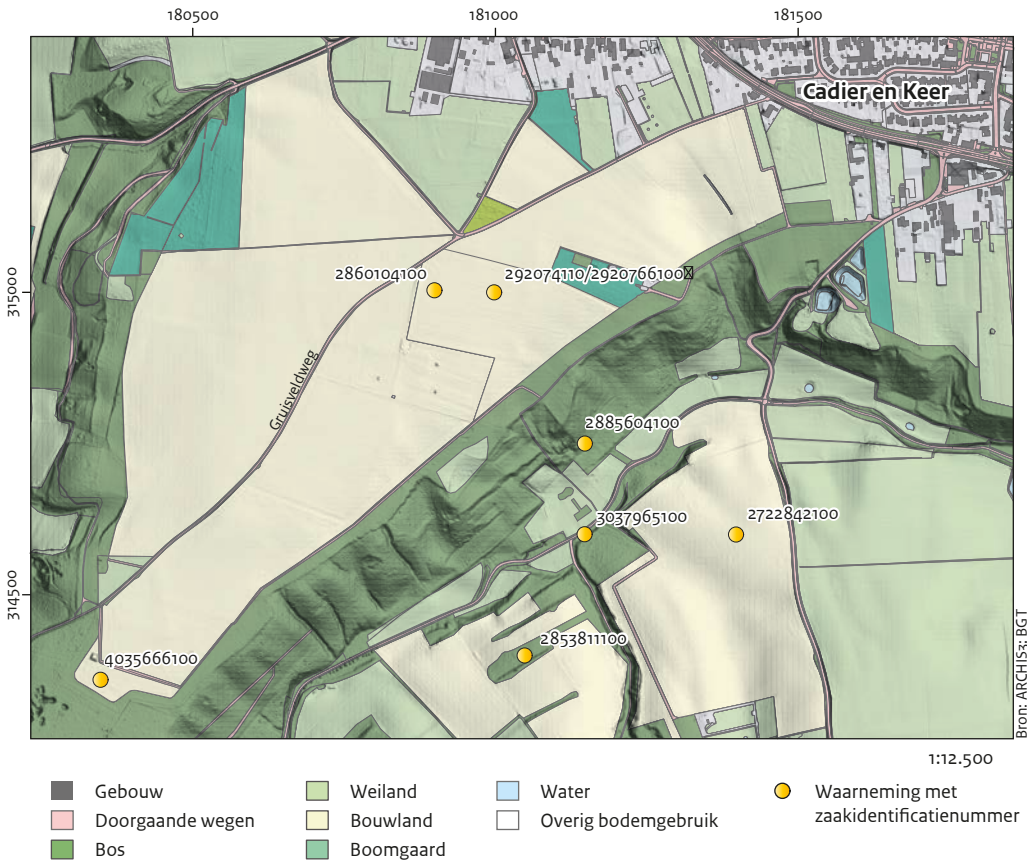 180500 181000 181500
Cadier en Keer
315000
2860104100 292074110/2920766100
Gruisveldweg
2885604100
3037965100 2722842100
314500
2853811100
4035666100
Bron: ARCHIS3; BGT
1:12.500
Gebouw Weiland Water Waarneming met
Doorgaande wegen Bouwland Overig bodemgebruik zaakidentificatienummer
Bos Boomgaard